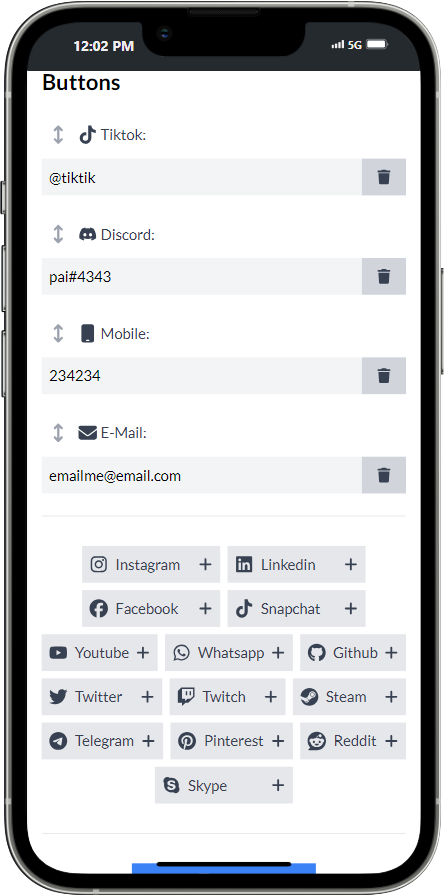 12:02 PM 5G
Buttons
Tiktok:
@tiktik
Discord:
pai#4343
Mobile:
234234
E-Mail:
emailme@email.com
Instagram + Linkedin +
Facebook + Snapchat +
Youtube + Whatsapp + Github +
Twitter + Twitch + Steam +
Telegram + Pinterest + Reddit +
Skype +